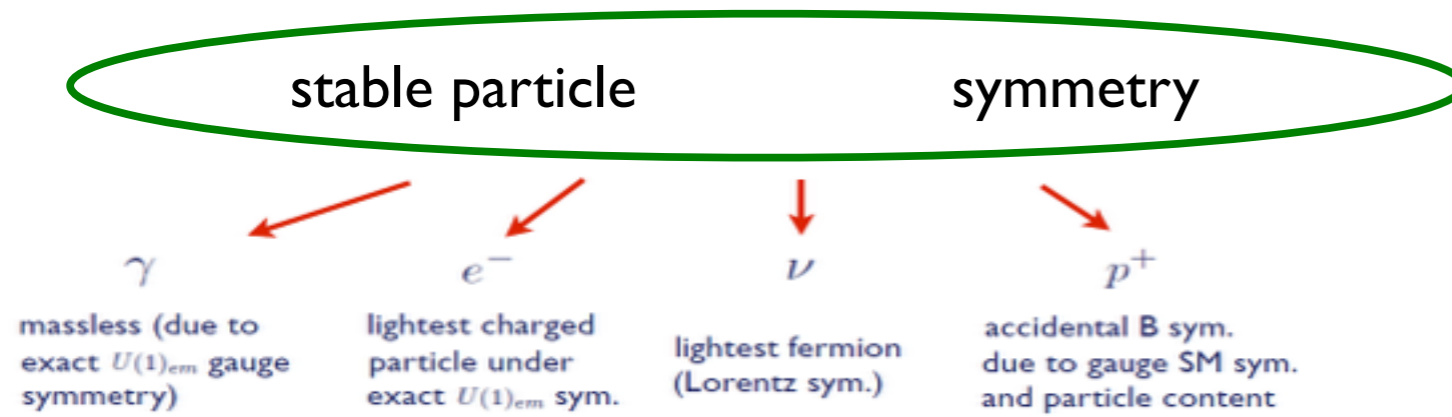 stable particle symmetry
γ
massless (due to
exact U(1)em gauge
symmetry)
e−
lightest charged
particle under
exact U(1)em sym.
ν
lightest fermion
(Lorentz sym.)
p+
accidental B sym.
due to gauge SM sym.
and particle content